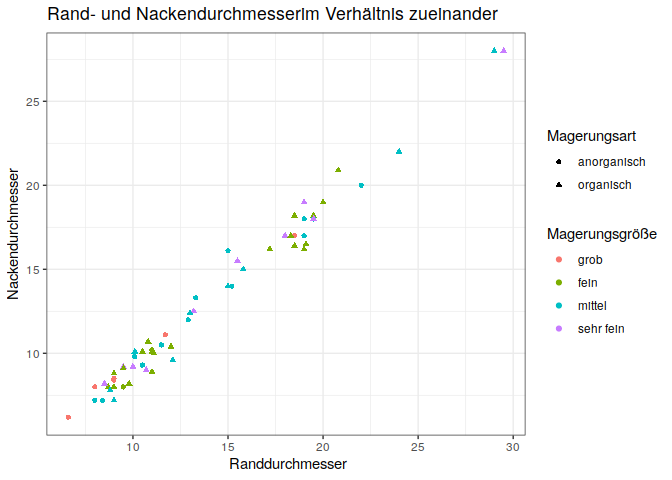 Rand- und Nackendurchmesserim Verhältnis zueinander
Nackendurchmesser
25
20
15
10
10 15 20 25 30
Randdurchmesser
Magerungsart
anorganisch
organisch
Magerungsgröße
grob
fein
mittel
sehr fein